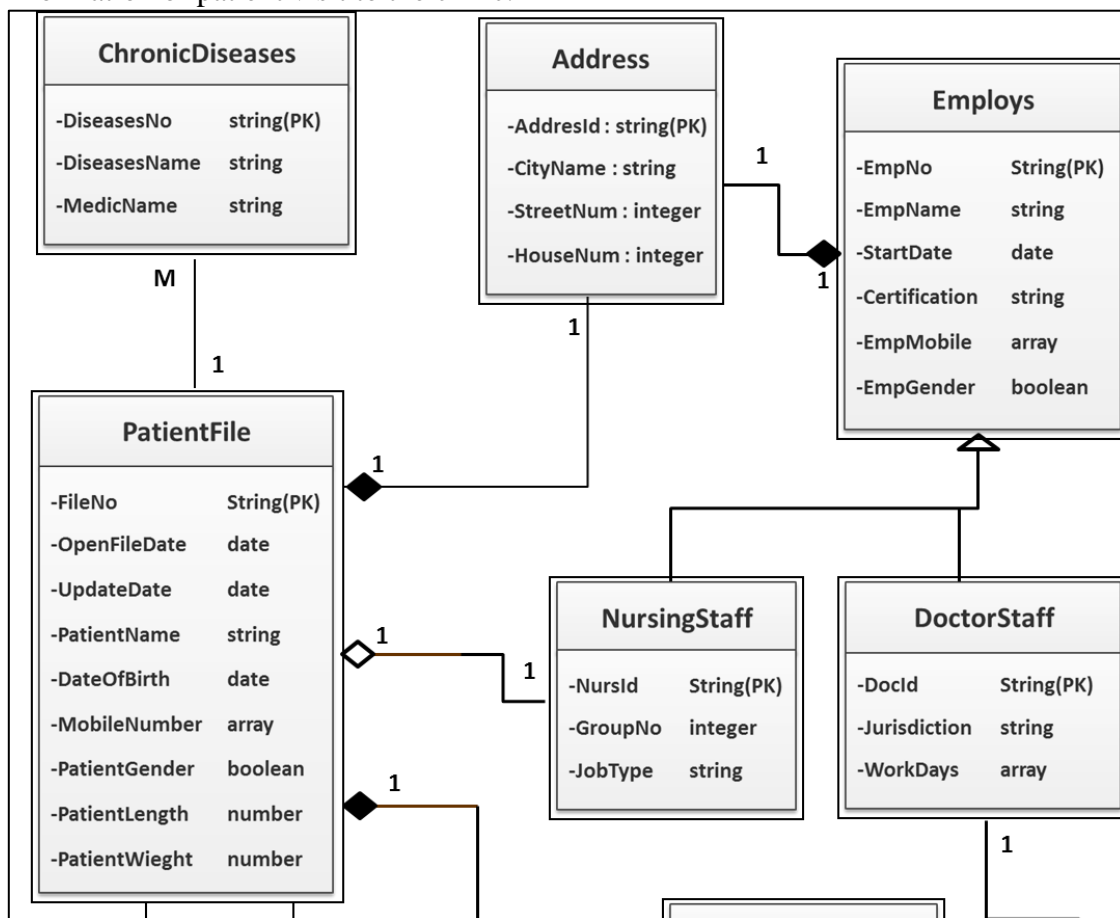 ChronicDiseases
-DiseasesNo string(PK)
-DiseasesName string
-MedicName string
M
1
Address
-AddresId : string(PK)
-CityName : string
-StreetNum : integer
-HouseNum : integer
1
1
1
Employs
-EmpNo String(PK)
-EmpName string
-StartDate date
-Certification string
-EmpMobile array
-EmpGender boolean
PatientFile
-FileNo String(PK)
-OpenFileDate date
-UpdateDate date
-PatientName string
-DateOfBirth date
-MobileNumber array
-PatientGender boolean
-PatientLength number
-PatientWieght number
1
1
1
1
NursingStaff
-NursId String(PK)
-GroupNo integer
-JobType string
DoctorStaff
-DocId String(PK)
-Jurisdiction string
-WorkDays array
1